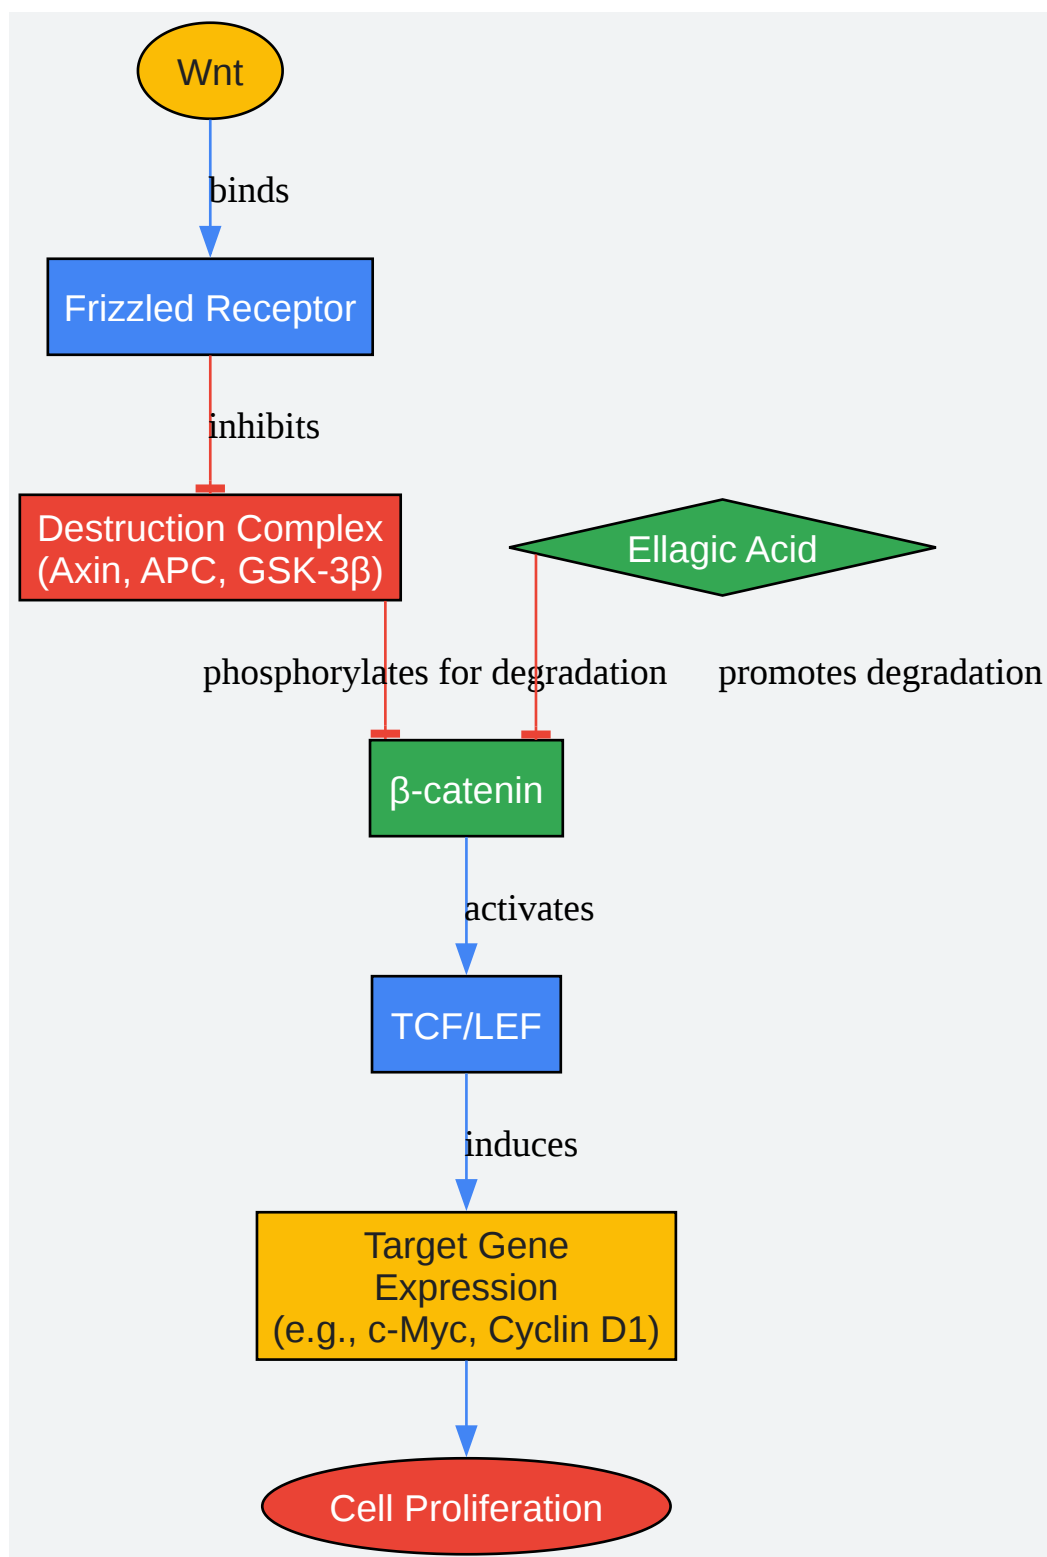 Wnt
binds
Frizzled Receptor
inhibits
Destruction Complex
(Axin, APC, GSK-3β)
Ellagic Acid
phosphorylates for degradation
promotes degradation
β-catenin
activates
TCF/LEF
induces
Target Gene
Expression
(e.g., c-Myc, Cyclin D1)
Cell Proliferation